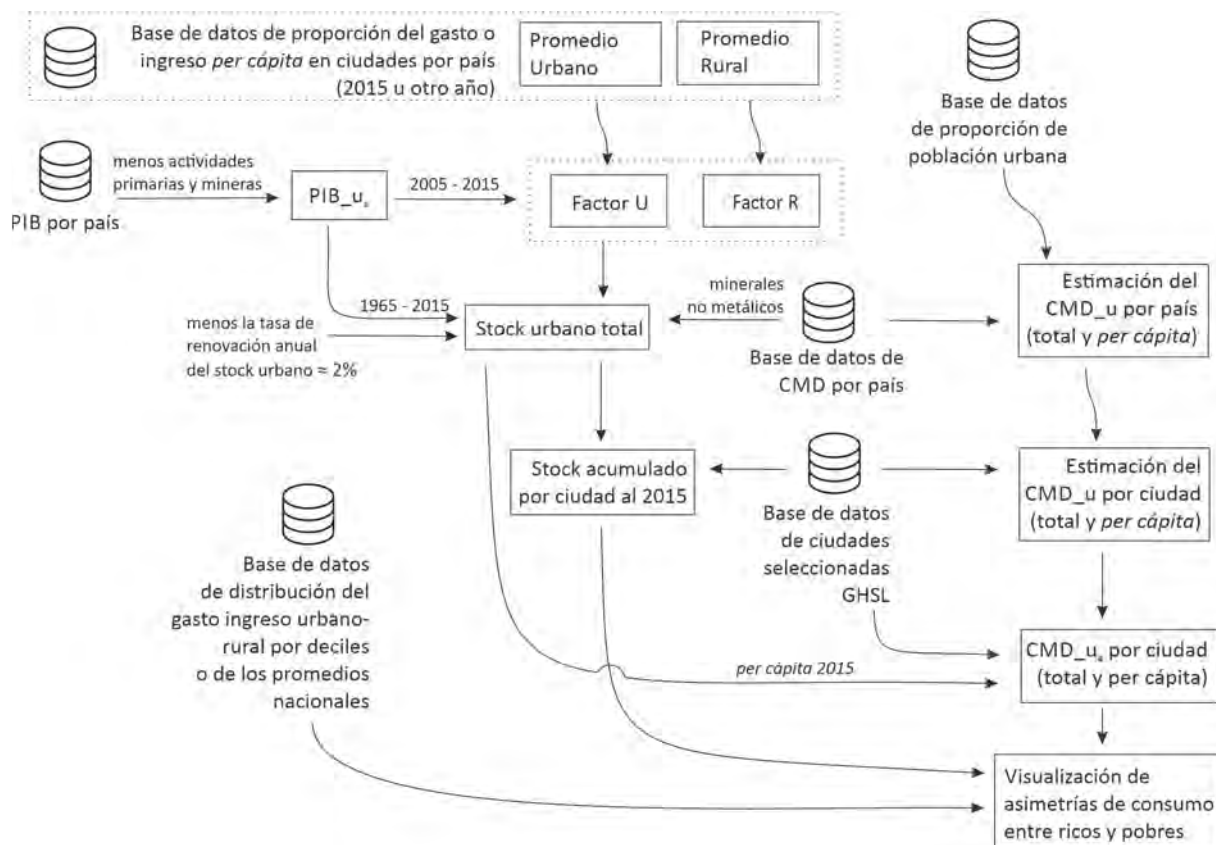 Base de datos de proporción del gasto o
ingreso per cápita en ciudades por país
(2015 u otro año)
Promedio
Urbano
Promedio
Rural
Base de datos
de proporción de
población urbana
PIB por país
menos actividades
primarias y mineras
PIB_u
2005 - 2015
Factor U
Factor R
1965 - 2015
menos la tasa de
renovación anual
del stock urbano = 2%
Stock urbano total
minerales
no metálicos
Base de datos de
CMD por país
Estimación del
CMD_u por país
(total y per cápita)
Stock acumulado
por ciudad al 2015
Base de datos
de ciudades
seleccionadas
GHSL
Estimación del
CMD_u por ciudad
(total y per cápita)
Base de datos
de distribución del
gasto ingreso urbano-
rural por deciles
o de los promedios
nacionales
per cápita 2015
CMD_u por ciudad
(total y per cápita)
Visualización de
asimetrías de consumo
entre ricos y pobres